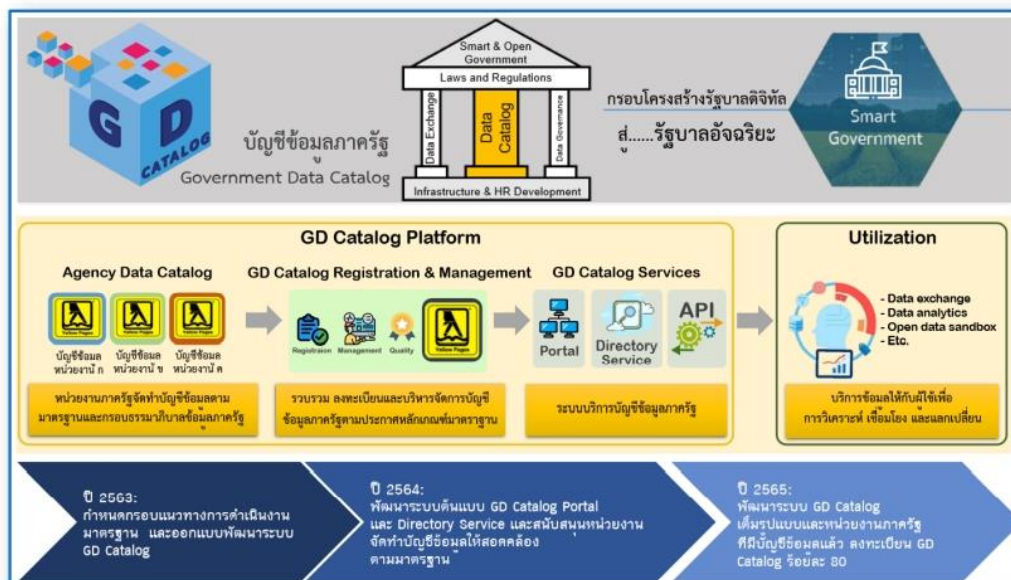 G D
CATALOG
บัญชีข้อมูลภาครัฐ
Government Data Catalog
Smart & Open
Government
Laws and Regulations
Data Exchange
Data
Catalog
Data Governance
Infrastructure & HR Development
กรอบโครงสร้างรัฐบาลดิจิทัล
สู่......รัฐบาลอัจฉริยะ
Smart
Government
GD Catalog Platform
Agency Data Catalog
Yellow Pages
Yellow Pages
Yellow Pages
บัญชีข้อมูล
หน่วยงาน ก
บัญชีข้อมูล
หน่วยงาน ข
บัญชีข้อมูล
หน่วยงาน ค
หน่วยงานภาครัฐจัดทำบัญชีข้อมูลตาม
มาตรฐานและกรอบธรรมาภิบาลข้อมูลภาครัฐ
GD Catalog Registration & Management
Registraion
Management
Quality
Yellow Pages
รวบรวม ลงทะเบียนและบริหารจัดการบัญชี
ข้อมูลภาครัฐตามประกาศหลักเกณฑ์มาตราฐาน
GD Catalog Services
Portal
Directory
Service
API
ระบบบริการบัญชีข้อมูลภาครัฐ
Utilization
- Data exchange
- Data analytics
- Open data sandbox
- Etc.
บริการข้อมูลให้กับผู้ใช้เพื่อ
การวิเคราะห์ เชื่อมโยง และแลกเปลี่ยน
ปี 2563:
กำหนดกรอบแนวทางการดำเนินงาน
มาตรฐาน และออกแบบพัฒนาระบบ
GD Catalog
ปี 2564:
พัฒนาระบบต้นแบบ GD Catalog Portal
และ Directory Service และสนับสนุนหน่วยงาน
จัดทำบัญชีข้อมูลให้สอดคล้อง
ตามมาตรฐาน
ปี 2565:
พัฒนาระบบ GD Catalog
เต็มรูปแบบและหน่วยงานภาครัฐ
ที่มีบัญชีข้อมูลแล้ว ลงทะเบียน GD
Catalog ร้อยละ 80